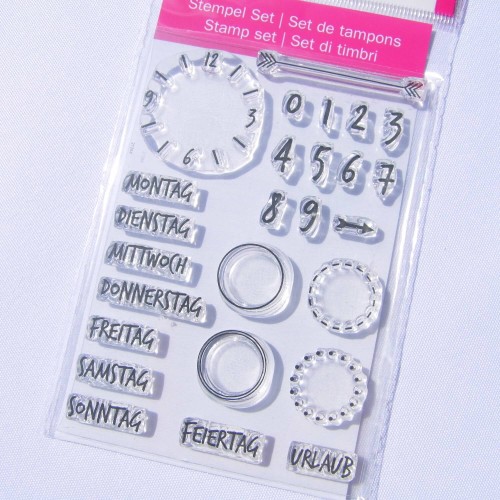 Stempel Set | Set de tampons
Stamp set | Set di timbri
12
3
6
9
0 1 2 3
4 5 6 7
8 9
MONTAG
DIENSTAG
MITTWOCH
DONNERSTAG
FREITAG
SAMSTAG
SONNTAG
FEIERTAG
URLAUB